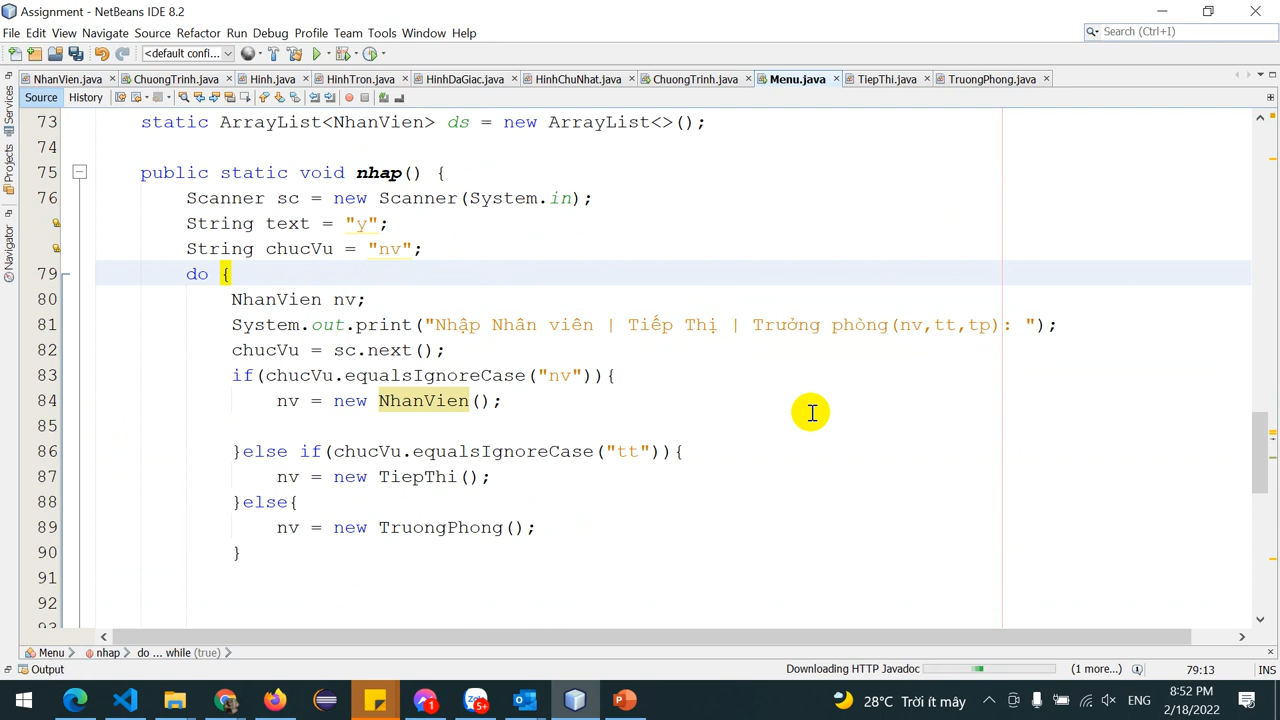 Assignment - NetBeans IDE 8.2
File Edit View Navigate Source Refactor Run Debug Profile Team Tools Window Help
<default confi...
Search (Ctrl+I)
NhanVien.java ChuongTrinh.java Hinh.java HinhTron.java HinhDaGiac.java HinhChuNhat.java ChuongTrinh.java Menu.java TiepThi.java TruongPhong.java
Source History
Services
Projects
Navigator
73 static ArrayList<NhanVien> ds = new ArrayList<>();
74
75 public static void nhap() {
76 Scanner sc = new Scanner(System.in);
String text = "y";
String chucVu = "nv";
79 do {
80 NhanVien nv;
81 System.out.print("Nhập Nhân viên | Tiếp Thị | Trưởng phòng(nv,tt,tp): ");
82 chucVu = sc.next();
83 if(chucVu.equalsIgnoreCase("nv")){
84 nv = new NhanVien();
85
86 }else if(chucVu.equalsIgnoreCase("tt")){
87 nv = new TiepThi();
88 }else{
89 nv = new TruongPhong();
90 }
91
92
93
Menu nhap do ... while (true)
Output
Downloading HTTP Javadoc (1 more...) 79:13 INS
1 5+ 28°C Trời ít mây ENG 8:52 PM
2/18/2022